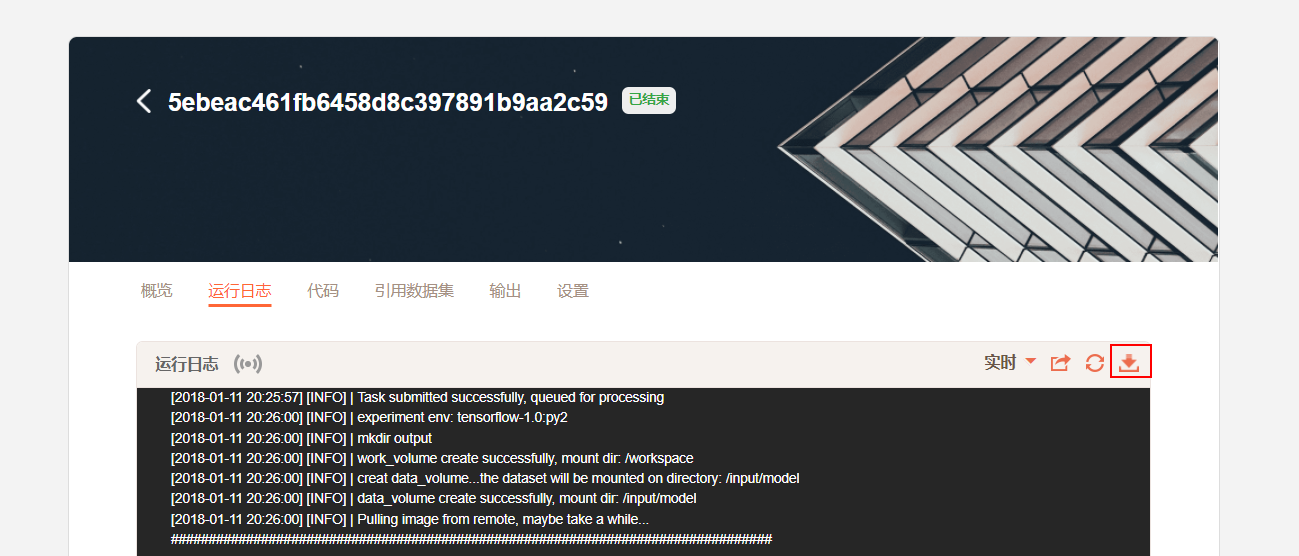 5ebeac461fb6458d8c397891b9aa2c59 已结束
概览 运行日志 代码 引用数据集 输出 设置
运行日志 实时
[2018-01-11 20:25:57] [INFO] | Task submitted successfully, queued for processing
[2018-01-11 20:26:00] [INFO] | experiment env: tensorflow-1.0:py2
[2018-01-11 20:26:00] [INFO] | mkdir output
[2018-01-11 20:26:00] [INFO] | work_volume create successfully, mount dir: /workspace
[2018-01-11 20:26:00] [INFO] | creat data_volume...the dataset will be mounted on directory: /input/model
[2018-01-11 20:26:00] [INFO] | data_volume create successfully, mount dir: /input/model
[2018-01-11 20:26:00] [INFO] | Pulling image from remote, maybe take a while...
################################################################################